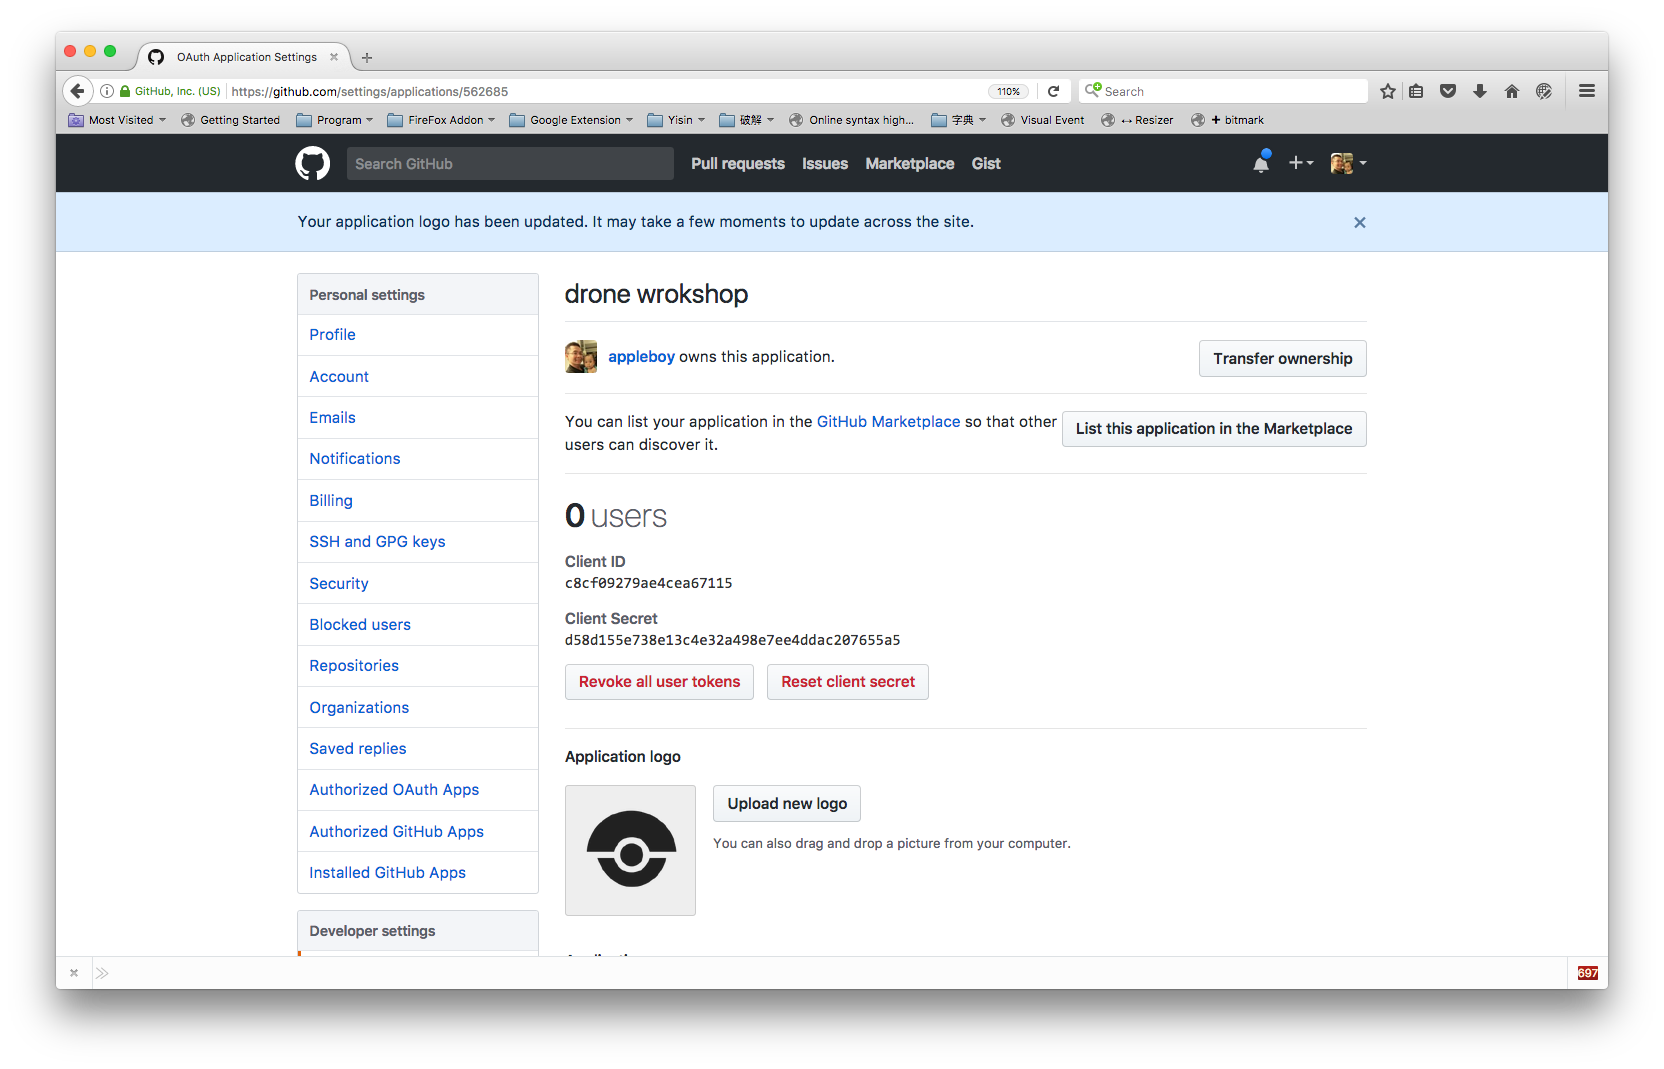 OAuth Application Settings
GitHub, Inc. (US) https://github.com/settings/applications/562685 110% Search
Most Visited Getting Started Program FireFox Addon Google Extension Yisin 破解 Online syntax high... 字典 Visual Event ↔ Resizer + bitmark
Search GitHub Pull requests Issues Marketplace Gist
Your application logo has been updated. It may take a few moments to update across the site.
Personal settings
Profile
Account
Emails
Notifications
Billing
SSH and GPG keys
Security
Blocked users
Repositories
Organizations
Saved replies
Authorized OAuth Apps
Authorized GitHub Apps
Installed GitHub Apps
Developer settings
drone wrokshop
appleboy owns this application.
Transfer ownership
You can list your application in the GitHub Marketplace so that other
users can discover it.
List this application in the Marketplace
0 users
Client ID
c8cf09279ae4cea67115
Client Secret
d58d155e738e13c4e32a498e7ee4ddac207655a5
Revoke all user tokens Reset client secret
Application logo
Upload new logo
You can also drag and drop a picture from your computer.
697